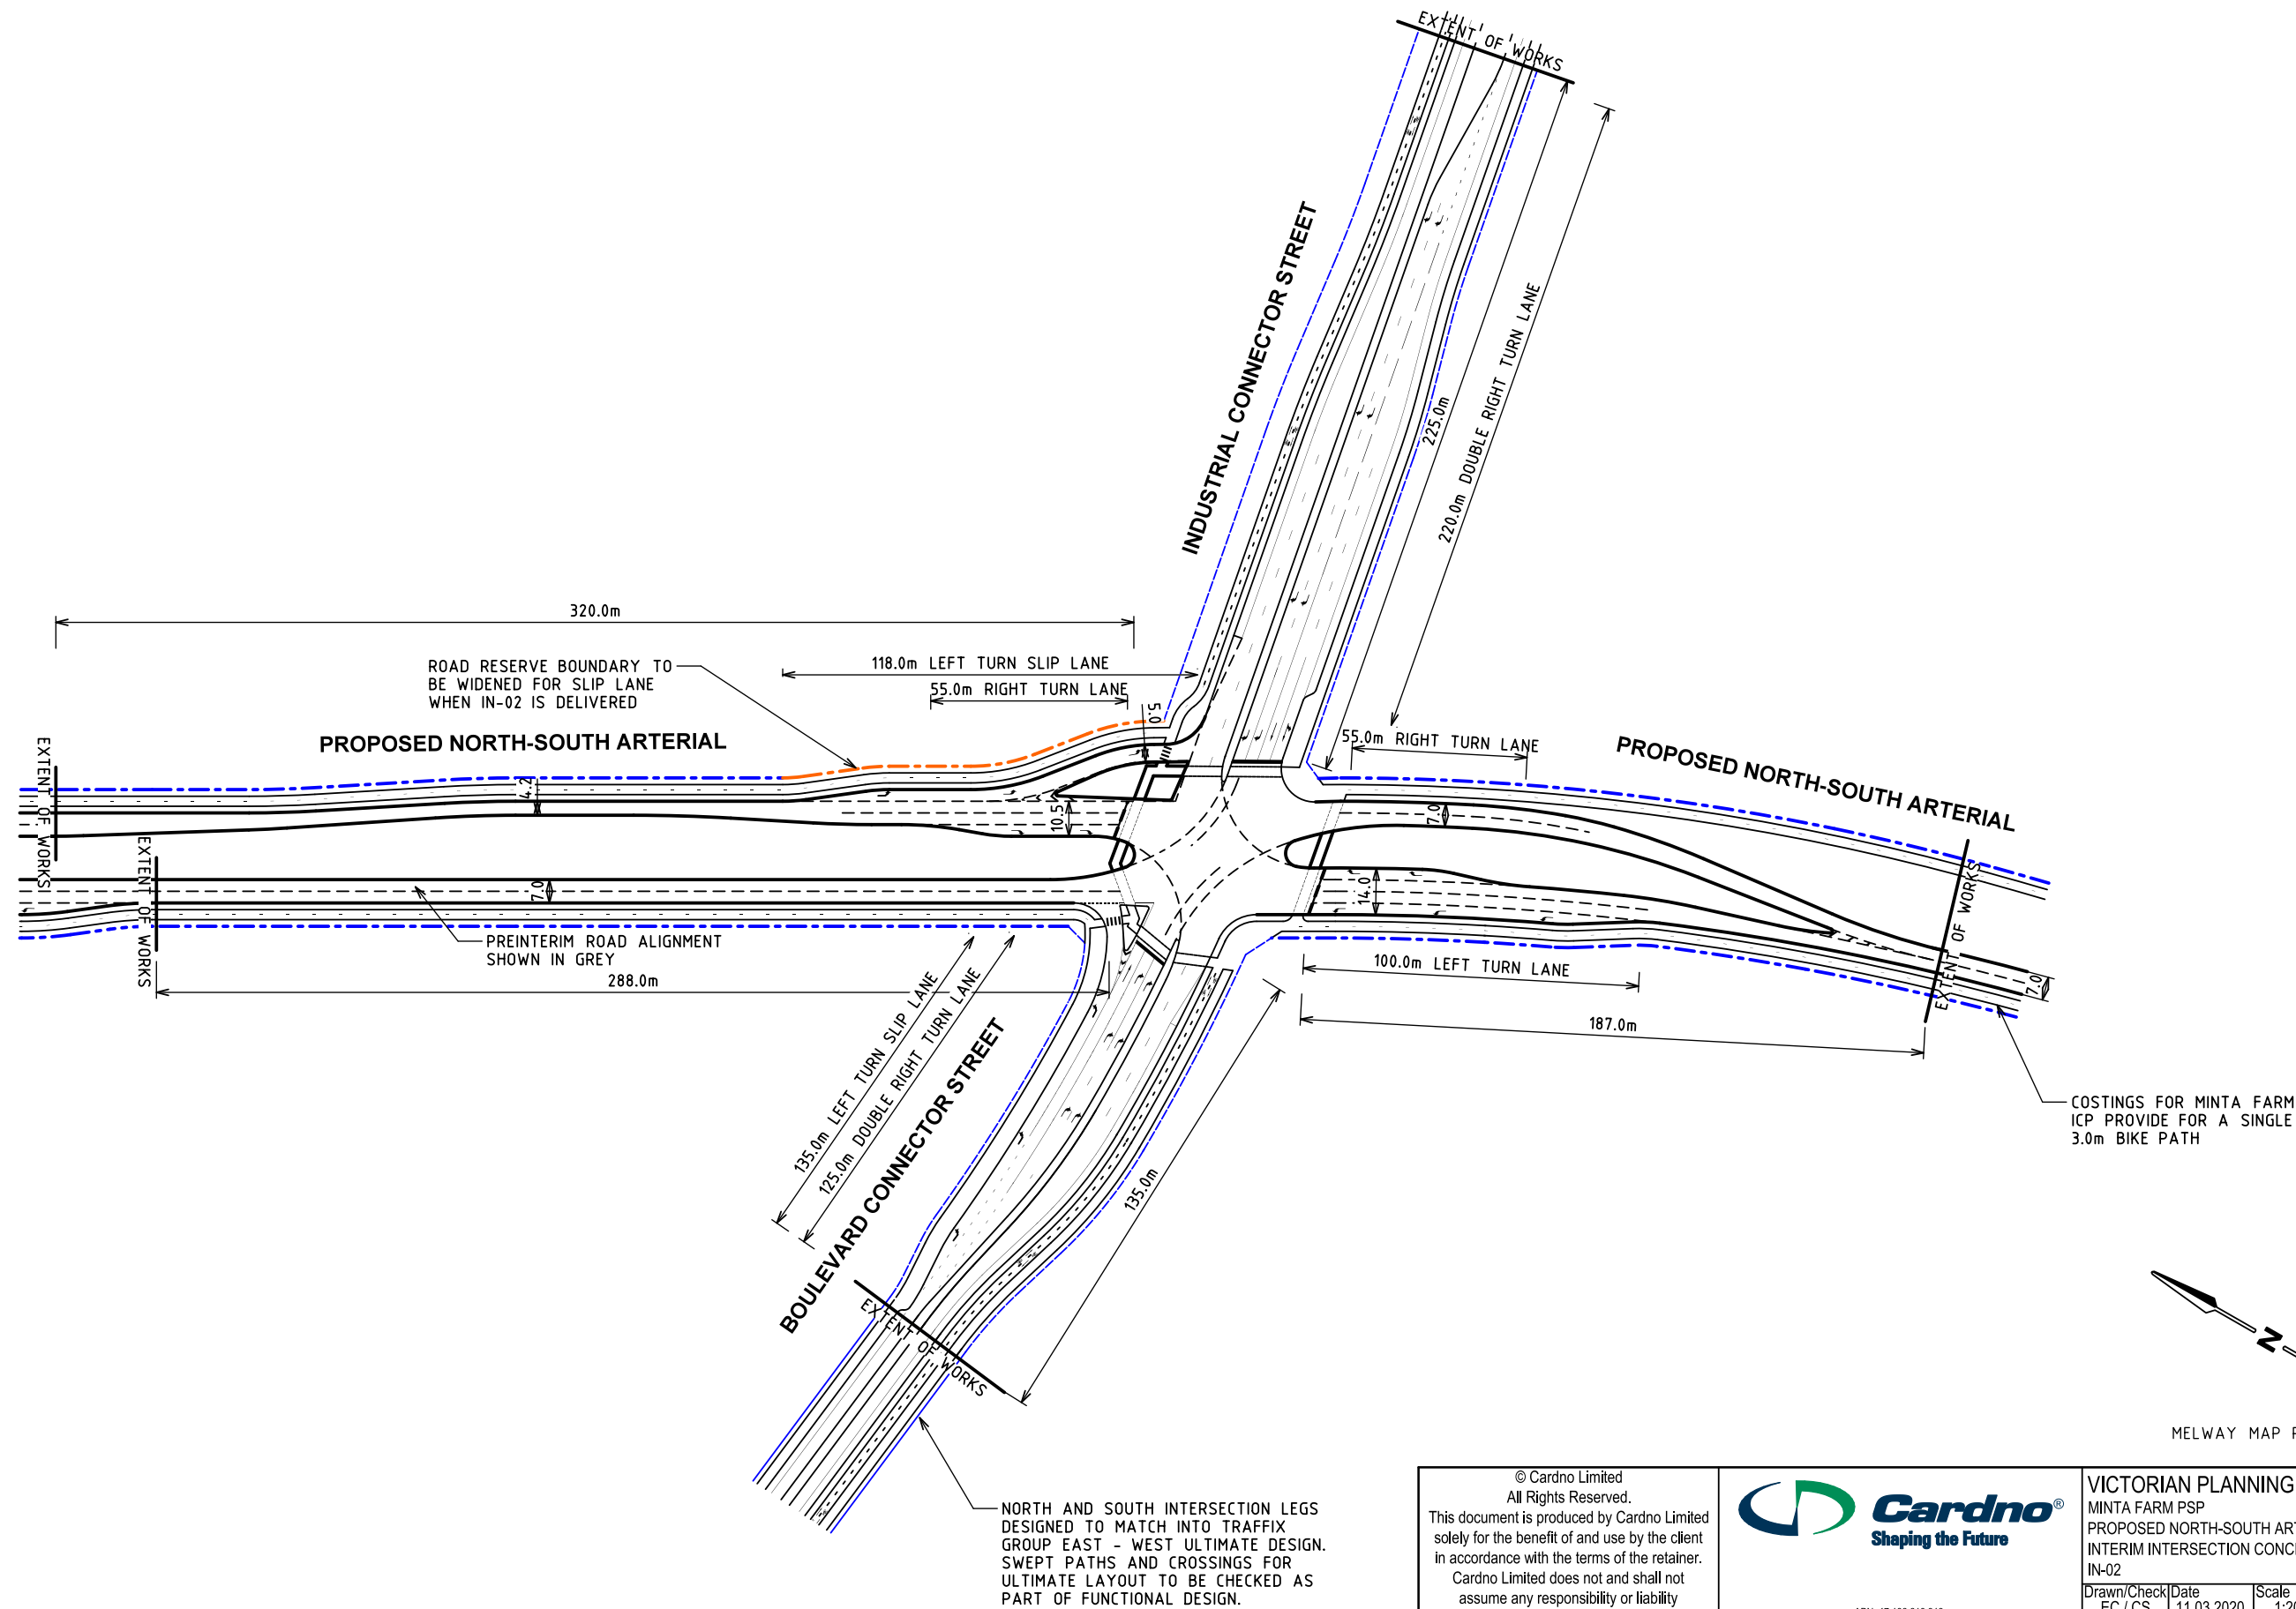 EXTENT OF WORKS
INDUSTRIAL CONNECTOR STREET
225.0m
220.0m DOUBLE RIGHT TURN LANE
320.0m
ROAD RESERVE BOUNDARY TO
BE WIDENED FOR SLIP LANE
WHEN IN-02 IS DELIVERED
118.0m LEFT TURN SLIP LANE
55.0m RIGHT TURN LANE
5.0
PROPOSED NORTH-SOUTH ARTERIAL
55.0m RIGHT TURN LANE
PROPOSED NORTH-SOUTH ARTERIAL
EXTENT OF WORKS
4.2
10.5
7.0
EXTENT OF WORKS
7.0
14.0
EXTENT OF WORKS
PREINTERIM ROAD ALIGNMENT
SHOWN IN GREY
288.0m
100.0m LEFT TURN LANE
7.0
187.0m
135.0m LEFT TURN SLIP LANE
125.0m DOUBLE RIGHT TURN LANE
BOULEVARD CONNECTOR STREET
135.0m
COSTINGS FOR MINTA FARM
ICP PROVIDE FOR A SINGLE
3.0m BIKE PATH
EXTENT OF WORKS
N
MELWAY MAP
NORTH AND SOUTH INTERSECTION LEGS
DESIGNED TO MATCH INTO TRAFFIX
GROUP EAST - WEST ULTIMATE DESIGN.
SWEPT PATHS AND CROSSINGS FOR
ULTIMATE LAYOUT TO BE CHECKED AS
PART OF FUNCTIONAL DESIGN.
© Cardno Limited
All Rights Reserved.
This document is produced by Cardno Limited
solely for the benefit of and use by the client
in accordance with the terms of the retainer.
Cardno Limited does not and shall not
assume any responsibility or liability
Cardno®
Shaping the Future
VICTORIAN PLANNING
MINTA FARM PSP
PROPOSED NORTH-SOUTH
INTERIM INTERSECTION
IN-02
Drawn/Check Date Scale
EC / CS 11.03.2020